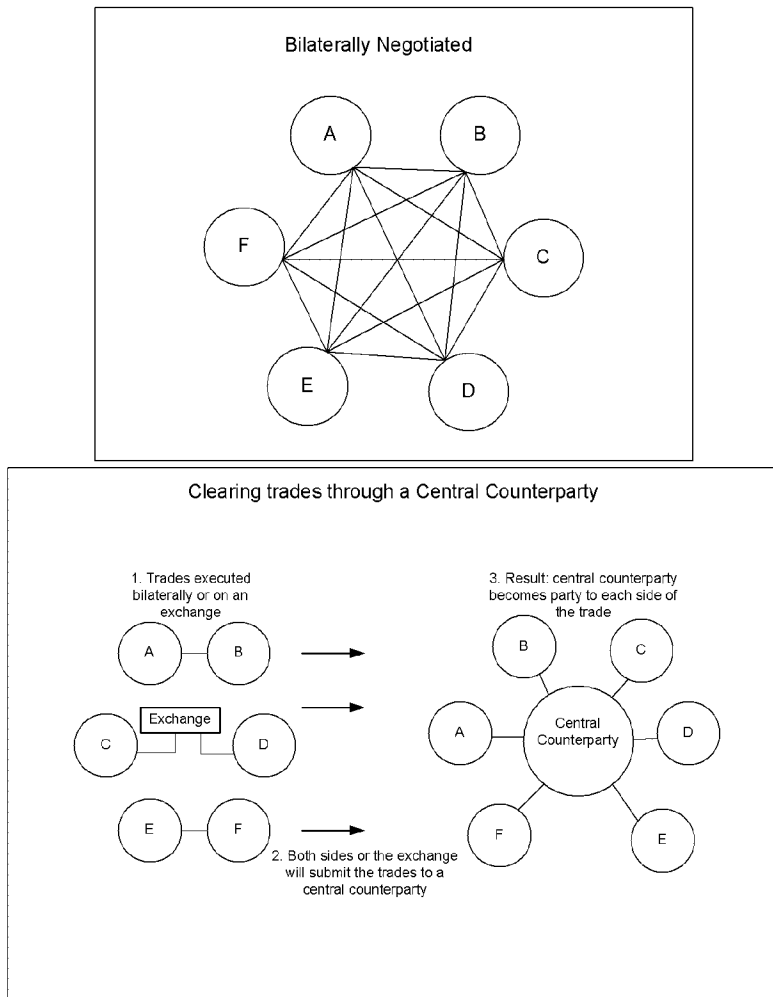 Bilaterally Negotiated
A
B
F
C
E
D
Clearing trades through a Central Counterparty
1. Trades executed
bilaterally or on an
exchange
A
B
Exchange
C
D
E
F
2. Both sides or the exchange
will submit the trades to a
central counterparty
3. Result: central counterparty
becomes party to each side of
the trade
B
C
A
Central
Counterparty
D
F
E